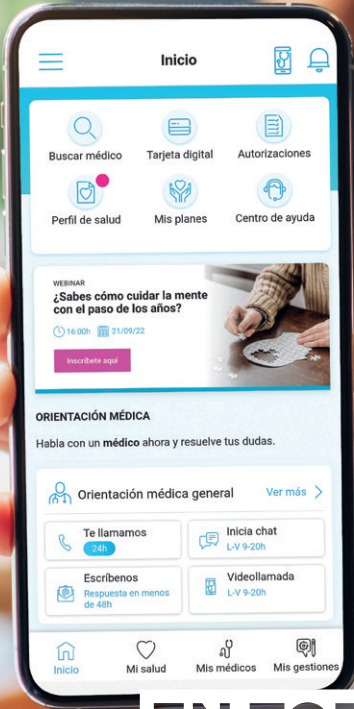 Inicio
Buscar médico Tarjeta digital Autorizaciones
Perfil de salud Mis planes Centro de ayuda
WEBINAR
¿Sabes cómo cuidar la mente
con el paso de los años?
16:00h 21/09/22
Inscríbete aquí
ORIENTACIÓN MÉDICA
Habla con un médico ahora y resuelve tus dudas.
Orientación médica general Ver más
Te llamamos
24h
Inicia chat
L-V 9-20h
Escríbenos
Respuesta en menos
de 48h
Videollamada
L-V 9-20h
Inicio Mi salud Mis médicos Mis gestiones